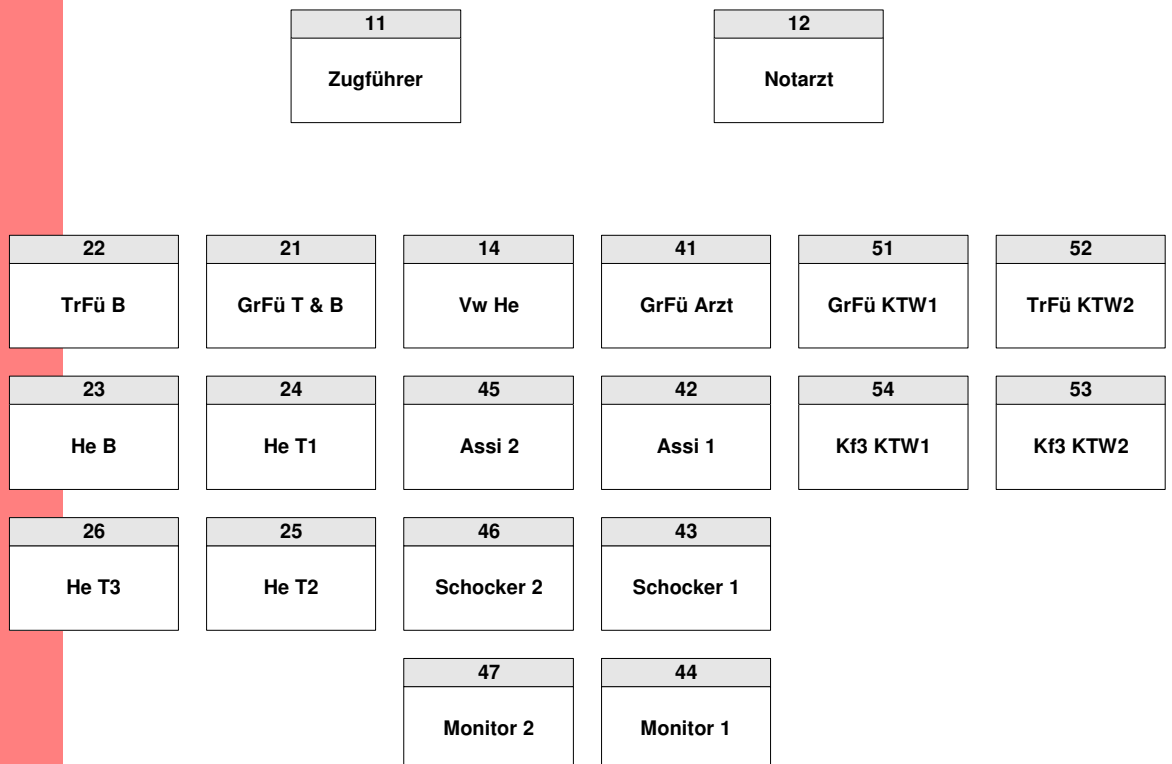 11 12
Zugführer Notarzt
22 21 14 41 51 52
TrFü B GrFü T & B Vw He GrFü Arzt GrFü KTW1 TrFü KTW2
23 24 45 42 54 53
He B He T1 Assi 2 Assi 1 Kf3 KTW1 Kf3 KTW2
26 25 46 43
He T3 He T2 Schocker 2 Schocker 1
47 44
Monitor 2 Monitor 1